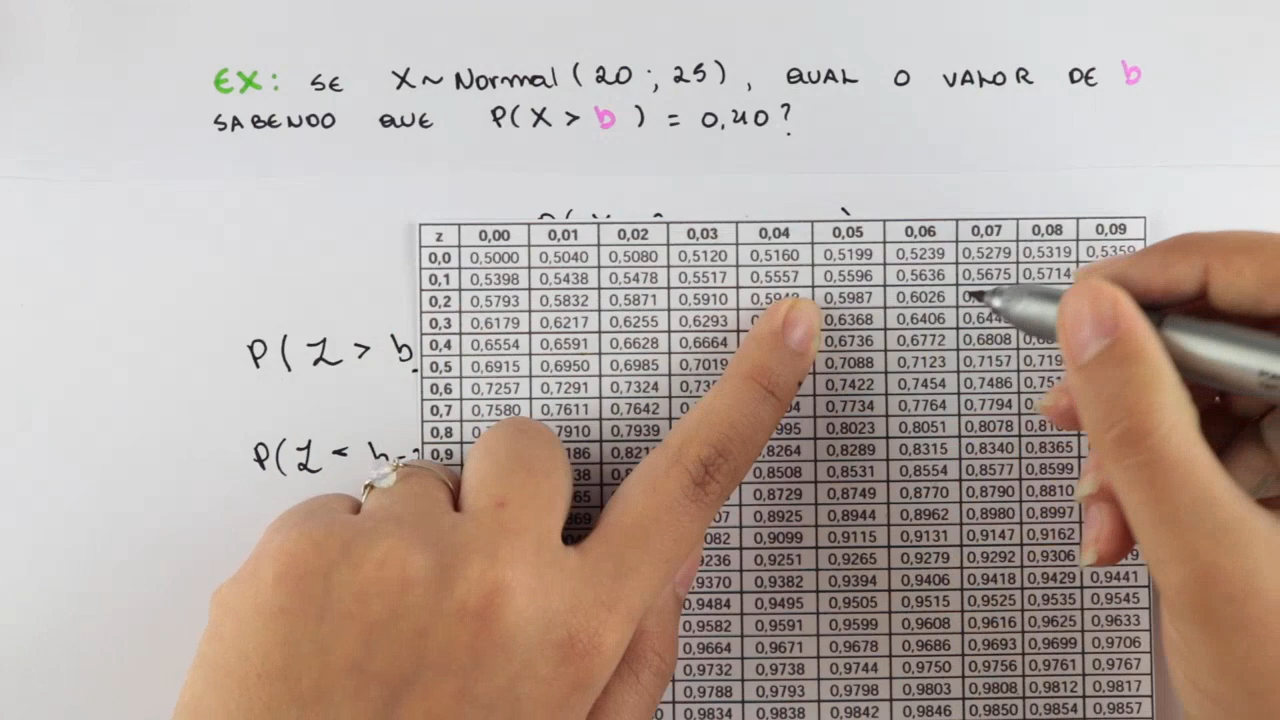 EX: SE X ~ Normal (20 ; 25) , QUAL O VALOR DE b
SABENDO QUE P(X > b) = 0,40?
z 0,00 0,01 0,02 0,03 0,04 0,05 0,06 0,07 0,08 0,09
0,0 0,5000 0,5040 0,5080 0,5120 0,5160 0,5199 0,5239 0,5279 0,5319 0,5359
0,1 0,5398 0,5438 0,5478 0,5517 0,5557 0,5596 0,5636 0,5675 0,5714
0,2 0,5793 0,5832 0,5871 0,5910 0,5987 0,6026
0,3 0,6179 0,6217 0,6255 0,6293 0,6368 0,6406
P(Z > b 0,4 0,6554 0,6591 0,6628 0,6664 0,6736 0,6772 0,6808
0,5 0,6915 0,6950 0,6985 0,7019 0,7088 0,7123 0,7157
0,6 0,7257 0,7291 0,7324 0,7422 0,7454 0,7486
0,7 0,7580 0,7611 0,7642 0,7734 0,7764 0,7794
0,8 7910 0,7939 995 0,8023 0,8051 0,8078
P(Z < b- 0,9 186 0,8264 0,8289 0,8315 0,8340 0,8365
38 0,8508 0,8531 0,8554 0,8577 0,8599
65 0,8729 0,8749 0,8770 0,8790 0,8810
07 0,8925 0,8944 0,8962 0,8980 0,8997
082 0,9099 0,9115 0,9131 0,9147 0,9162
9236 0,9251 0,9265 0,9279 0,9292 0,9306
0,9370 0,9382 0,9394 0,9406 0,9418 0,9429 0,9441
0,9484 0,9495 0,9505 0,9515 0,9525 0,9535 0,9545
0,9582 0,9591 0,9599 0,9608 0,9616 0,9625 0,9633
0,9664 0,9671 0,9678 0,9686 0,9693 0,9699 0,9706
0,9732 0,9738 0,9744 0,9750 0,9756 0,9761 0,9767
0,9788 0,9793 0,9798 0,9803 0,9808 0,9812 0,9817
0,9834 0,9838 0,9842 0,9846 0,9850 0,9854 0,9857